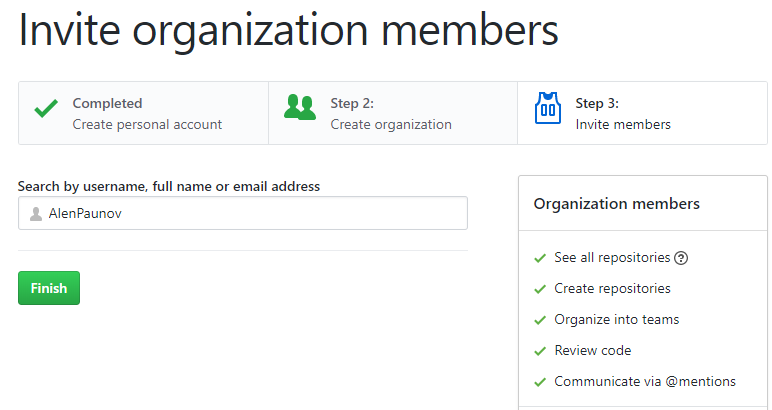 Invite organization members
Completed
Create personal account
Step 2:
Create organization
Step 3:
Invite members
Search by username, full name or email address
AlenPaunov
Finish
Organization members
See all repositories ?
Create repositories
Organize into teams
Review code
Communicate via @mentions